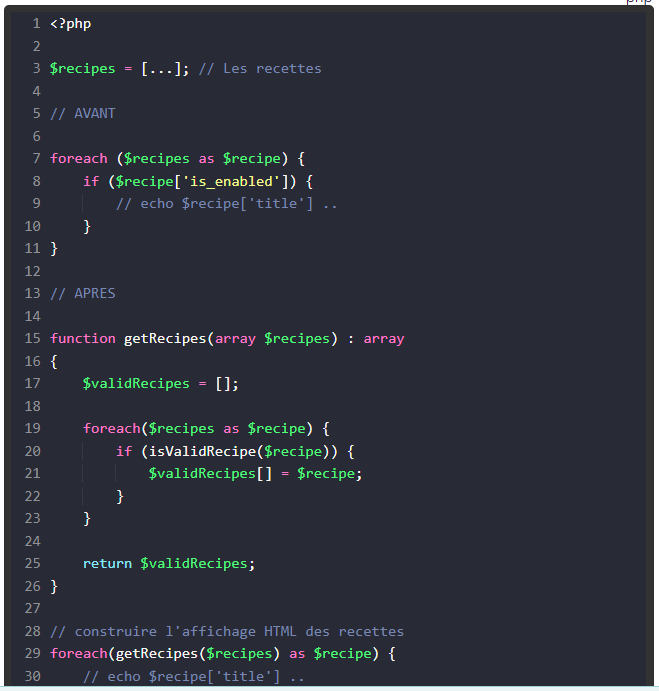 php
1 <?php
2
3 $recipes = [...]; // Les recettes
4
5 // AVANT
6
7 foreach ($recipes as $recipe) {
8     if ($recipe['is_enabled']) {
9         // echo $recipe['title'] ..
10     }
11 }
12
13 // APRES
14
15 function getRecipes(array $recipes) : array
16 {
17     $validRecipes = [];
18
19     foreach($recipes as $recipe) {
20         if (isValidRecipe($recipe)) {
21             $validRecipes[] = $recipe;
22         }
23     }
24
25     return $validRecipes;
26 }
27
28 // construire l'affichage HTML des recettes
29 foreach(getRecipes($recipes) as $recipe) {
30     // echo $recipe['title'] ..